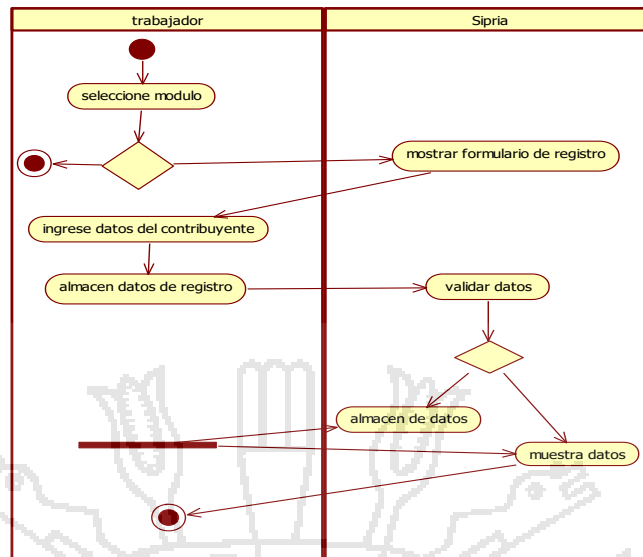 trabajador
Sipria
seleccione modulo
mostrar formulario de registro
ingrese datos del contribuyente
almacen datos de registro
validar datos
almacen de datos
muestra datos